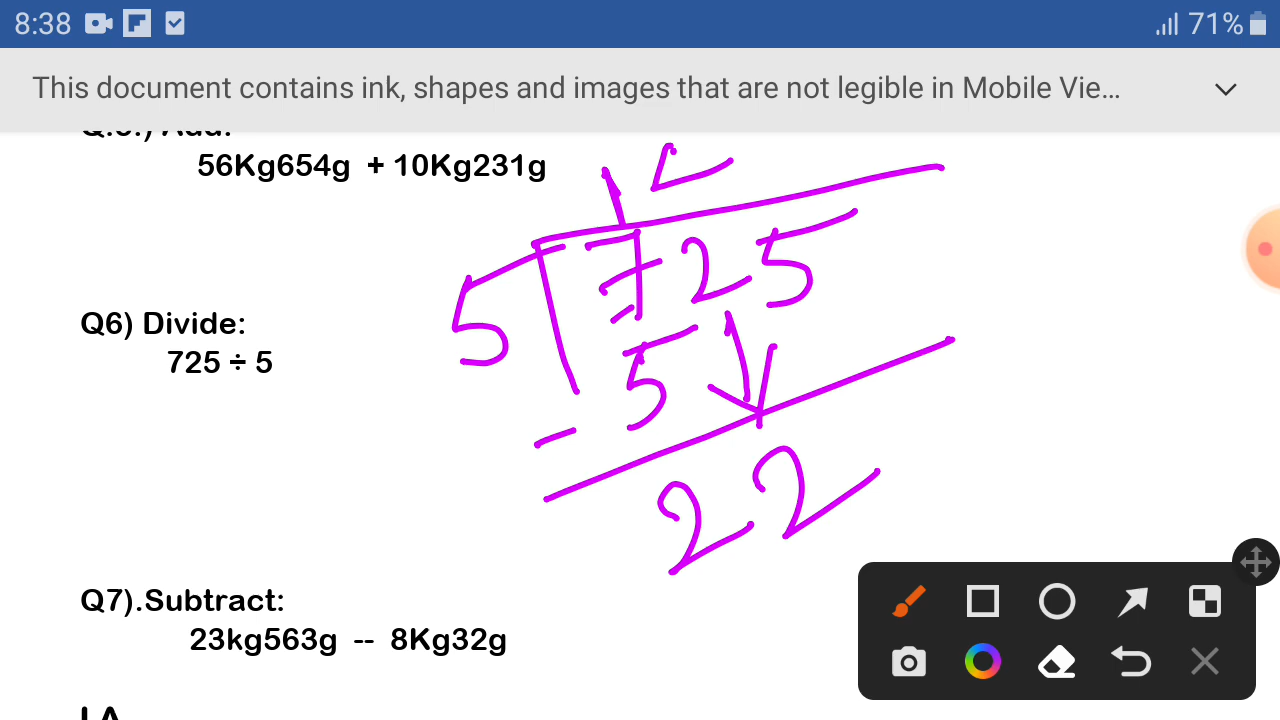 8:38 71%
This document contains ink, shapes and images that are not legible in Mobile Vie...
56Kg654g + 10Kg231g
1
5 725
Q6) Divide:
725 ÷ 5
- 5
22
Q7).Subtract:
23kg563g -- 8Kg32g